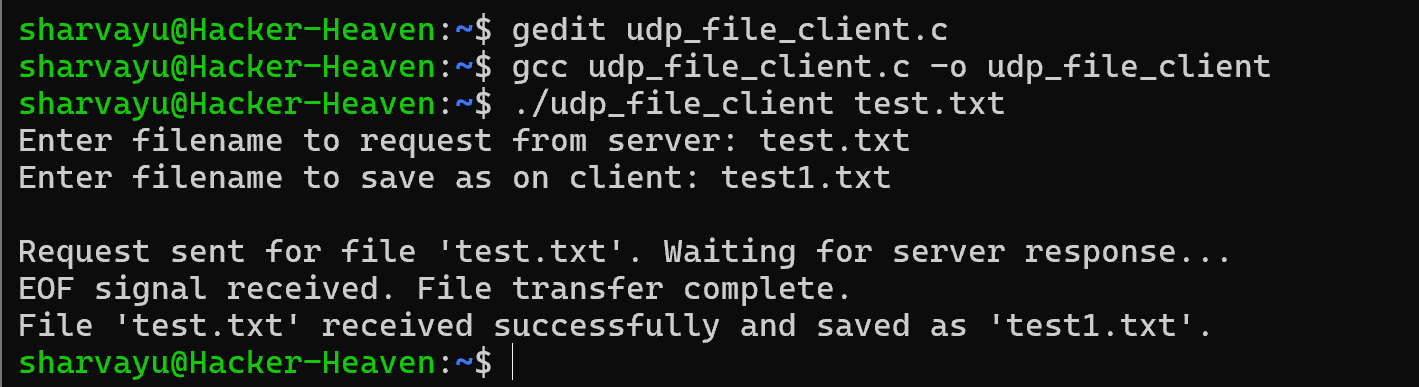 sharvayu@Hacker-Heaven:~$ gedit udp_file_client.c
sharvayu@Hacker-Heaven:~$ gcc udp_file_client.c -o udp_file_client
sharvayu@Hacker-Heaven:~$ ./udp_file_client test.txt
Enter filename to request from server: test.txt
Enter filename to save as on client: test1.txt

Request sent for file 'test.txt'. Waiting for server response...
EOF signal received. File transfer complete.
File 'test.txt' received successfully and saved as 'test1.txt'.
sharvayu@Hacker-Heaven:~$